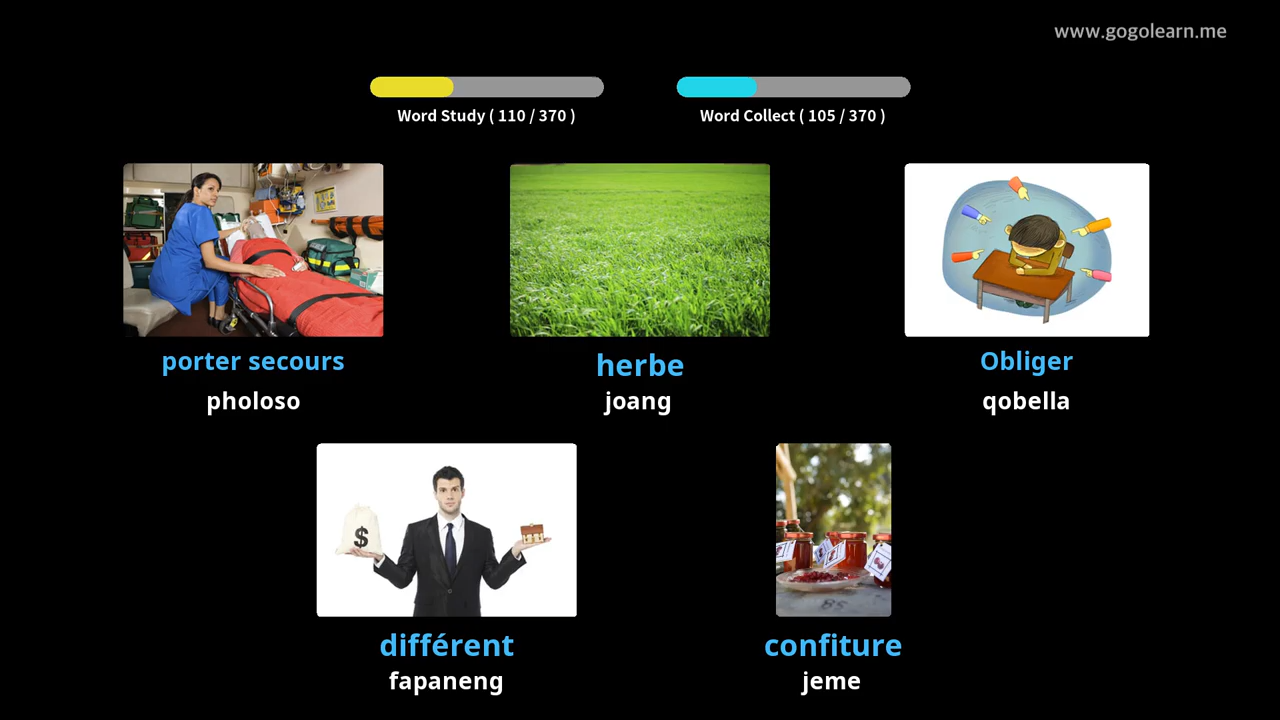 www.gogolearn.me
Word Study ( 110 / 370 )
Word Collect ( 105 / 370 )
porter secours
herbe
Obliger
pholoso
joang
qobella
$
différent
confiture
fapaneng
jeme